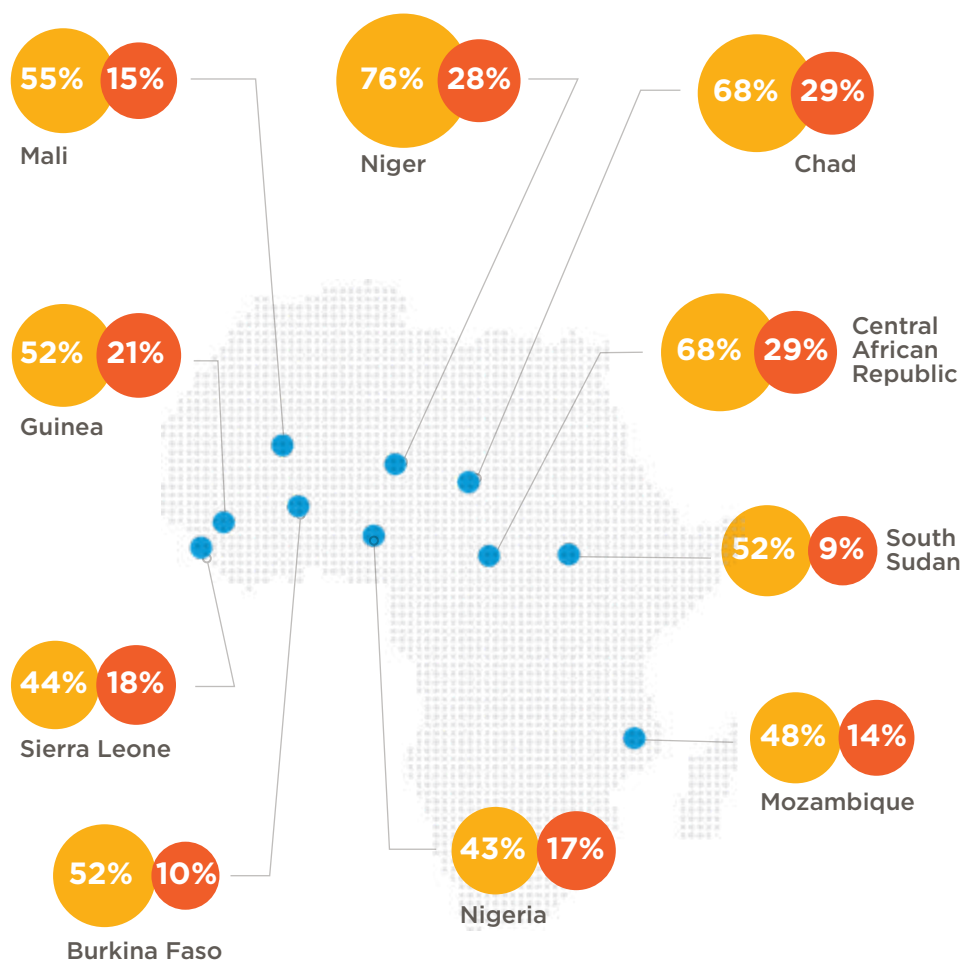 55% 15%
Mali
76% 28%
Niger
68% 29%
Chad
52% 21%
Guinea
68% 29%
Central
African
Republic
52% 9%
South
Sudan
44% 18%
Sierra Leone
48% 14%
Mozambique
52% 10%
Burkina Faso
43% 17%
Nigeria